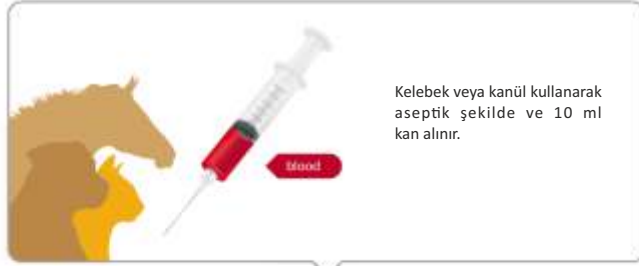 Kelebek veya kanül kullanarak
aseptik şekilde ve 10 ml
kan alınır.
blood